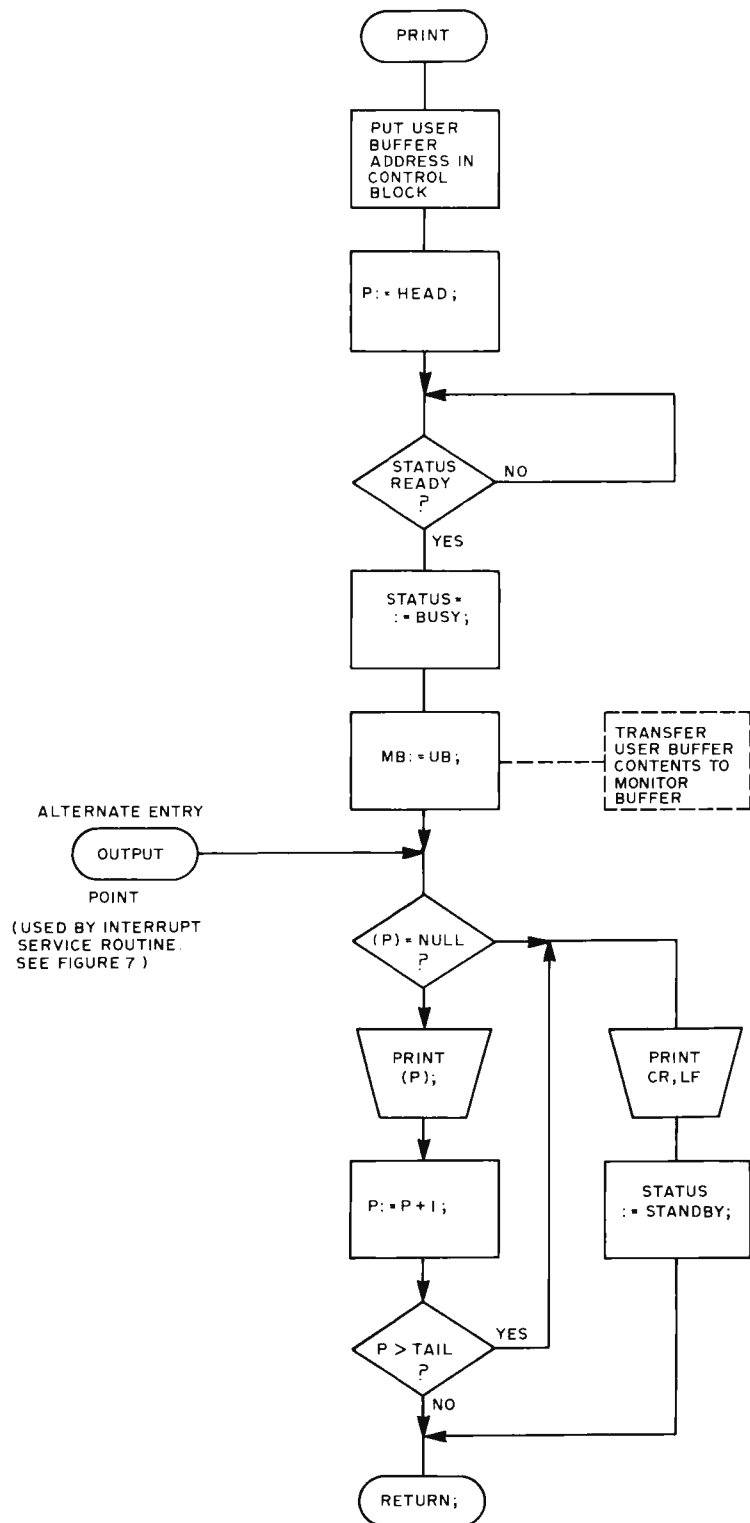 PRINT
PUT USER
BUFFER
ADDRESS IN
CONTROL
BLOCK
P:= HEAD;
STATUS
READY
?
NO
YES
STATUS=
:= BUSY;
MB:= UB;
TRANSFER
USER BUFFER
CONTENTS TO
MONITOR
BUFFER
ALTERNATE ENTRY
OUTPUT
POINT
(USED BY INTERRUPT
SERVICE ROUTINE.
SEE FIGURE 7)
(P)= NULL
?
PRINT
(P);
PRINT
CR, LF
P:= P+1;
STATUS
:= STANDBY;
P > TAIL
?
YES
NO
RETURN;